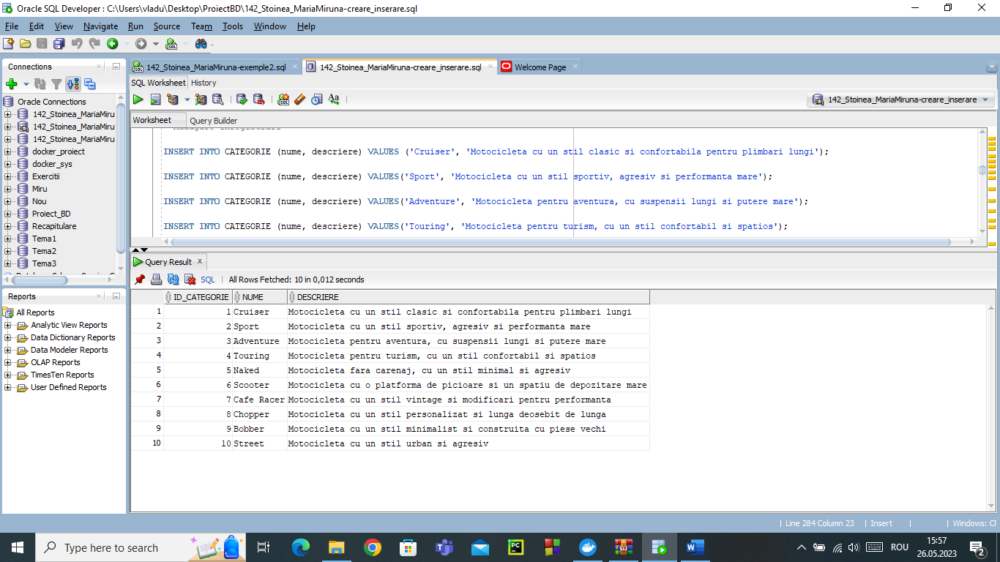 Oracle SQL Developer : C:\Users\vladu\Desktop\ProiectBD\142_Stoinea_MariaMiruna-creare_inserare.sql
File Edit View Navigate Run Source Team Tools Window Help
Connections
Oracle Connections
142_Stoinea_MariaMiru
142_Stoinea_MariaMiru
142_Stoinea_MariaMiru
docker_proiect
docker_sys
Exercitii
Miru
Nou
Proiect_BD
Recapitulare
Tema1
Tema2
Tema3
Reports
All Reports
Analytic View Reports
Data Dictionary Reports
Data Modeler Reports
OLAP Reports
TimesTen Reports
User Defined Reports
142_Stoinea_MariaMiruna-exemple2.sql 142_Stoinea_MariaMiruna-creare_inserare.sql Welcome Page
SQL Worksheet History
142_Stoinea_MariaMiruna-creare_inserare
Worksheet Query Builder
INSERT INTO CATEGORIE (nume, descriere) VALUES ('Cruiser', 'Motocicleta cu un stil clasic si confortabila pentru plimbari lungi');
INSERT INTO CATEGORIE (nume, descriere) VALUES('Sport', 'Motocicleta cu un stil sportiv, agresiv si performanta mare');
INSERT INTO CATEGORIE (nume, descriere) VALUES('Adventure', 'Motocicleta pentru aventura, cu suspensii lungi si putere mare');
INSERT INTO CATEGORIE (nume, descriere) VALUES('Touring', 'Motocicleta pentru turism, cu un stil confortabil si spatios');
Query Result
SQL All Rows Fetched: 10 in 0,012 seconds
ID_CATEGORIE NUME DESCRIERE
1 1 Cruiser Motocicleta cu un stil clasic si confortabila pentru plimbari lungi
2 2 Sport Motocicleta cu un stil sportiv, agresiv si performanta mare
3 3 Adventure Motocicleta pentru aventura, cu suspensii lungi si putere mare
4 4 Touring Motocicleta pentru turism, cu un stil confortabil si spatios
5 5 Naked Motocicleta fara carenaj, cu un stil minimal si agresiv
6 6 Scooter Motocicleta cu o platforma de picioare si un spatiu de depozitare mare
7 7 Cafe Racer Motocicleta cu un stil vintage si modificari pentru performanta
8 8 Chopper Motocicleta cu un stil personalizat si lunga deosebit de lunga
9 9 Bobber Motocicleta cu un stil minimalist si construita cu piese vechi
10 10 Street Motocicleta cu un stil urban si agresiv
Line 284 Column 23 Insert Windows: CF
Type here to search
ROU
15:57
26.05.2023
2